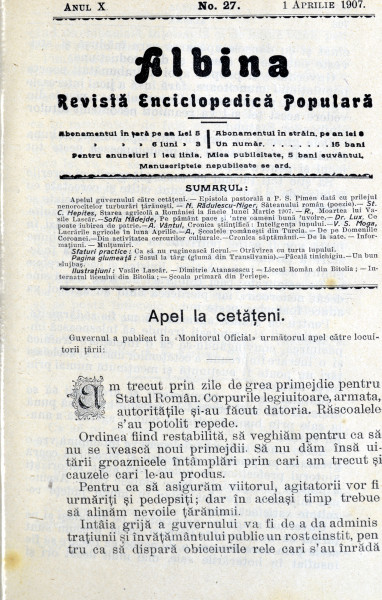 ANUL X No. 27. 1 APRILIE 1907.
Albina
Revistă Enciclopedică Populară
Abonamentul în țară pe an Lei 5
» » » 6 luni » 3
Abonamentul în străin. pe an lei 8
Un număr. . . . . . . . . 15 bani
Pentru anunciuri 1 leu linia. Mica publicitate, 5 bani cuvântul.
Manuscriptele nepublicate se ard.
SUMARUL:
Apelul guvernului către cetățeni. — Epistola pastorală a P. S. Pimen dată cu prilejul
nenorocitelor turburări țărănești. — N. Rădulescu-Niger, Săteanului român (poezie).— St.
C. Hepites, Starea agricolă a României la finele lunei Martie 1907. — R., Moartea lui Va-
sile Lascăr. —Sofia Nădejde, Pe pământ pace și 'ntre oameni bună 'nvoire.— Dr. Lux, Ce
poate iubirea de patrie. — A. Vântul, Cronica științifică: Inteligența lupului.— V. S. Moga,
Lucrările agricole în luna Aprilie.— A., Școalele românești din Turcia. — De pe Domeniile
Coroanei.—Din activitatea cercurilor culturale.—Cronica săptămânii.— De la sate. — Infor-
mațiuni.— Mulțumiri.
Sfaturi practice: Ca să nu ruginească fierul.— Otrăvirea cu turta lupului.
Pagina glumeață: Sasul la târg (glumă din Transilvania).—Păcală tinichigiu.—Un bun
slujbaș.
Ilustrațiuni: Vasile Lascăr. — Dimitrie Atanasescu; — Liceul Român din Bitolia; — In-
ternatul liceului din Bitolia; — Școala primară din Perlepe.
Apel la cetățeni.
Guvernul a publicat în «Monitorul Oficial» următorul apel către locui-
torii țării:
Am trecut prin zile de grea primejdie pentru
Statul Român. Corpurile legiuitoare, armata,
autoritățile și-au făcut datoria. Răscoalele
s'au potolit repede.
Ordinea fiind restabilită, să veghiăm pentru ca să
nu se ivească noui primejdii. Să nu dăm însă ui-
tării groaznicele întâmplări prin cari am trecut și
cauzele cari le-au produs.
Pentru ca să asigurăm viitorul, agitatorii vor fi
urmăriți și pedepsiți; dar în același timp trebue
să alinăm nevoile țărănimii.
Intâia grijă a guvernului va fi de a da adminis
trațiunii și învățământului public un rost cinstit, pen
tru ca să dispară obiceiurile rele cari s'au înrădă